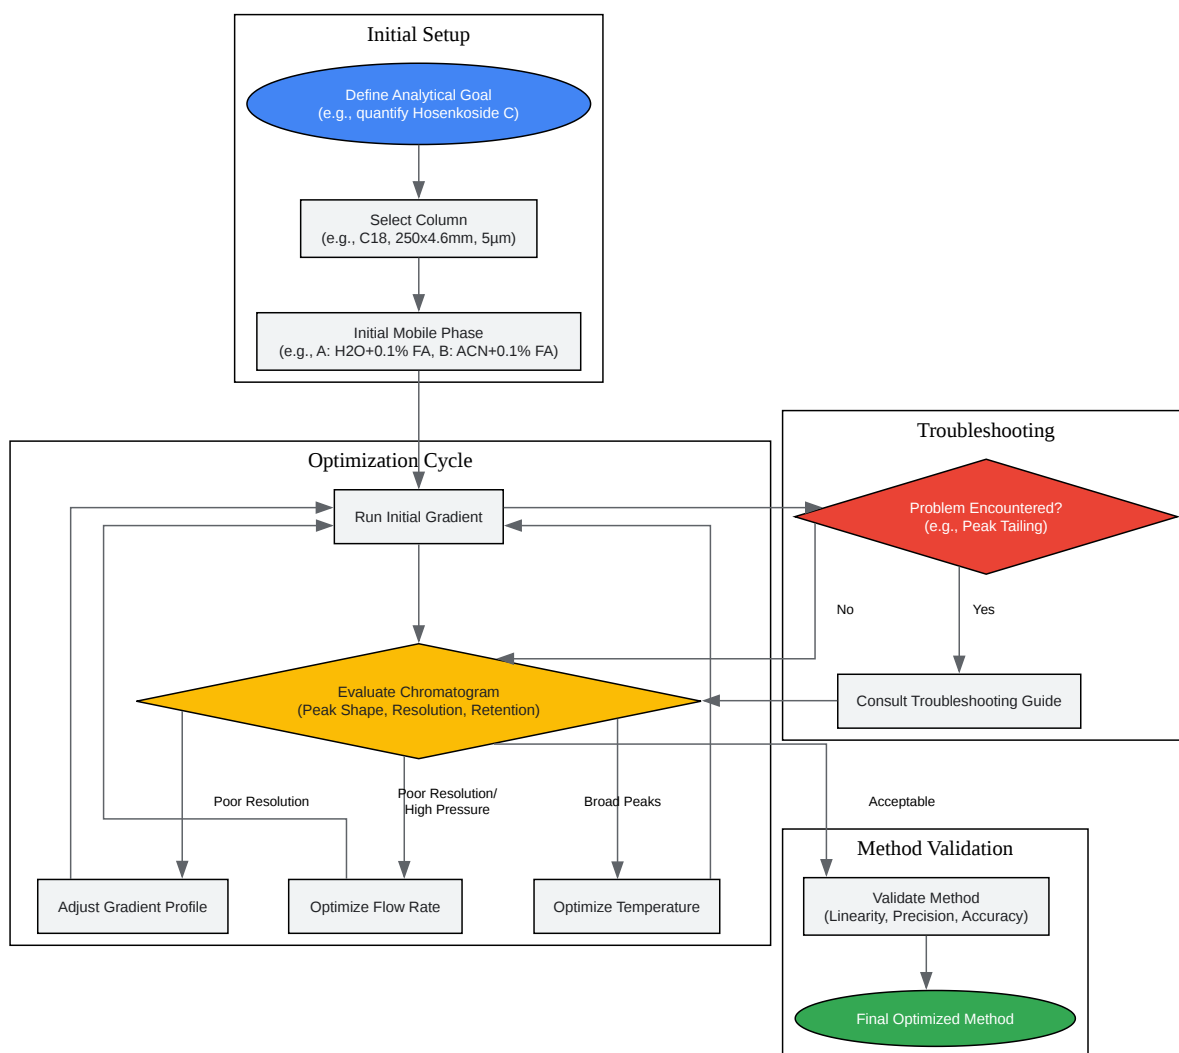 Initial Setup
Define Analytical Goal
(e.g., quantify Hosenkoside C)
Select Column
(e.g., C18, 250x4.6mm, 5µm)
Initial Mobile Phase
(e.g., A: H2O+0.1% FA, B: ACN+0.1% FA)
Optimization Cycle
Run Initial Gradient
Troubleshooting
Problem Encountered?
(e.g., Peak Tailing)
No
Yes
Consult Troubleshooting Guide
Evaluate Chromatogram
(Peak Shape, Resolution, Retention)
Poor Resolution
Poor Resolution/
High Pressure
Broad Peaks
Acceptable
Adjust Gradient Profile
Optimize Flow Rate
Optimize Temperature
Method Validation
Validate Method
(Linearity, Precision, Accuracy)
Final Optimized Method